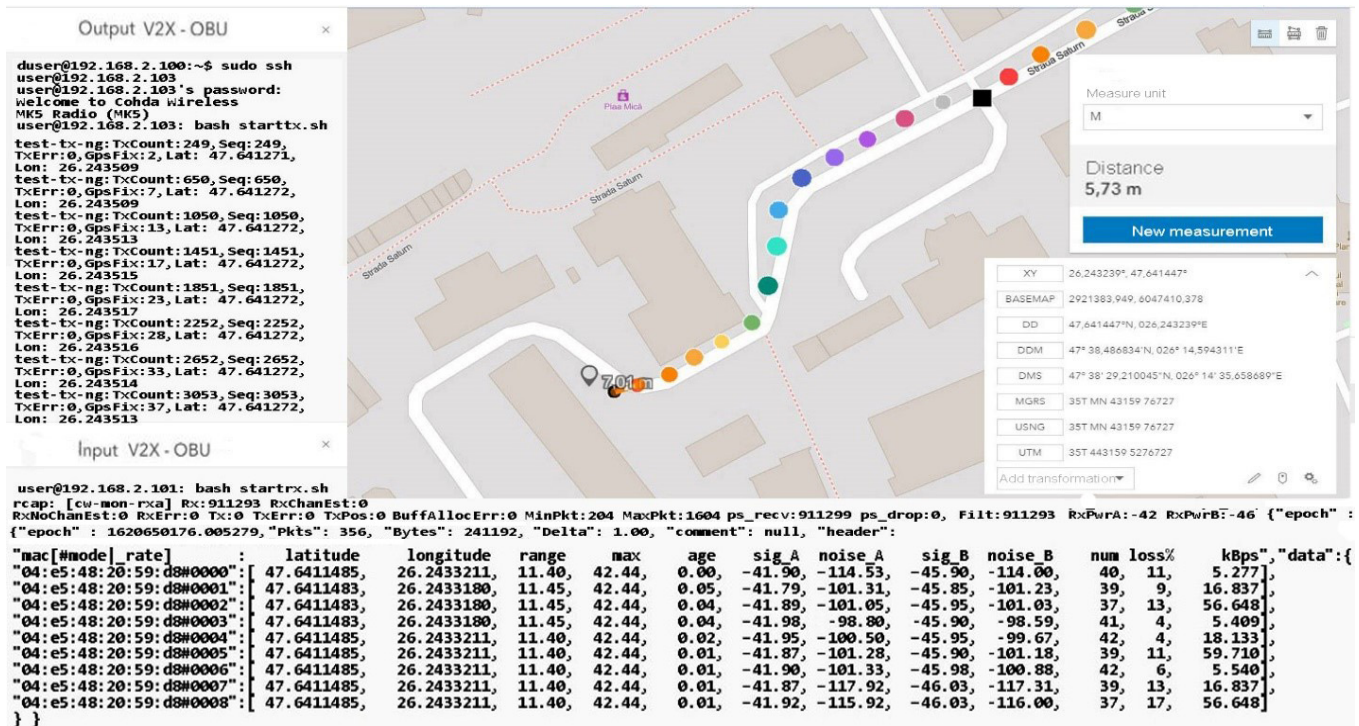 Output V2X - OBU ×
duser@192.168.2.100:~$ sudo ssh
user@192.168.2.103
user@192.168.2.103's password:
Welcome to Cohda Wireless
MK5 Radio (MK5)
user@192.168.2.103: bash starttx.sh
test-tx-ng:TxCount:249,Seq:249,
TxErr:0,GpsFix:2,Lat: 47.641271,
Lon: 26.243509
test-tx-ng:TxCount:650,Seq:650,
TxErr:0,GpsFix:7,Lat: 47.641272,
Lon: 26.243509
test-tx-ng:TxCount:1050,Seq:1050,
TxErr:0,GpsFix:13,Lat: 47.641272,
Lon: 26.243513
test-tx-ng:TxCount:1451,Seq:1451,
TxErr:0,GpsFix:17,Lat: 47.641272,
Lon: 26.243515
test-tx-ng:TxCount:1851,Seq:1851,
TxErr:0,GpsFix:23,Lat: 47.641272,
Lon: 26.243517
test-tx-ng:TxCount:2252,Seq:2252,
TxErr:0,GpsFix:28,Lat: 47.641272,
Lon: 26.243516
test-tx-ng:TxCount:2652,Seq:2652,
TxErr:0,GpsFix:33,Lat: 47.641272,
Lon: 26.243514
test-tx-ng:TxCount:3053,Seq:3053,
TxErr:0,GpsFix:37,Lat: 47.641272,
Lon: 26.243513
Strada
Strada Saturn
Piaa Mică
Strada Saturn
Strada Saturn
7,01 m
Measure unit
M
Distance
5,73 m
New measurement
XY 26,243239°, 47,641447°
BASEMAP 2921383,949, 6047410,378
DD 47,641447°N, 026,243239°E
DDM 47° 38,486834'N, 026° 14,594311'E
DMS 47° 38' 29,210045"N, 026° 14' 35,658689"E
MGRS 35T MN 43159 76727
USNG 35T MN 43159 76727
UTM 35T 443159 5276727
Add transformation
Input V2X - OBU ×
user@192.168.2.101: bash startrx.sh
rcap: [cw-mon-rxa] Rx:911293 RxChanEst:0
RxNoChanEst:0 RxErr:0 Tx:0 TxErr:0 TxPos:0 BuffAllocErr:0 MinPkt:204 MaxPkt:1604 ps_recv:911299 ps_drop:0, Filt:911293 RxPwrA:-42 RxPwrB:-46 {"epoch" :
{"epoch" : 1620650176.005279,"Pkts": 356, "Bytes": 241192, "Delta": 1.00, "comment": null, "header":
"mac[#mode|_rate] : latitude longitude range max age sig_A noise_A sig_B noise_B num loss% kBps","data":{
"04:e5:48:20:59:d8#0000":[ 47.6411485, 26.2433211, 11.40, 42.44, 0.00, -41.90, -114.53, -45.90, -114.00, 40, 11, 5.277],
"04:e5:48:20:59:d8#0001":[ 47.6411483, 26.2433180, 11.45, 42.44, 0.05, -41.79, -101.31, -45.85, -101.23, 39, 9, 16.837],
"04:e5:48:20:59:d8#0002":[ 47.6411483, 26.2433180, 11.45, 42.44, 0.04, -41.89, -101.05, -45.95, -101.03, 37, 13, 56.648],
"04:e5:48:20:59:d8#0003":[ 47.6411483, 26.2433180, 11.45, 42.44, 0.04, -41.98, -98.80, -45.90, -98.59, 41, 4, 5.409],
"04:e5:48:20:59:d8#0004":[ 47.6411485, 26.2433211, 11.40, 42.44, 0.02, -41.95, -100.50, -45.95, -99.67, 42, 4, 18.133],
"04:e5:48:20:59:d8#0005":[ 47.6411485, 26.2433211, 11.40, 42.44, 0.01, -41.87, -101.28, -45.90, -101.18, 39, 11, 59.710],
"04:e5:48:20:59:d8#0006":[ 47.6411485, 26.2433211, 11.40, 42.44, 0.01, -41.90, -101.33, -45.98, -100.88, 42, 6, 5.540],
"04:e5:48:20:59:d8#0007":[ 47.6411485, 26.2433211, 11.40, 42.44, 0.01, -41.87, -117.92, -46.03, -117.31, 39, 13, 16.837],
"04:e5:48:20:59:d8#0008":[ 47.6411485, 26.2433211, 11.40, 42.44, 0.01, -41.92, -115.92, -46.03, -116.00, 37, 17, 56.648]
} }